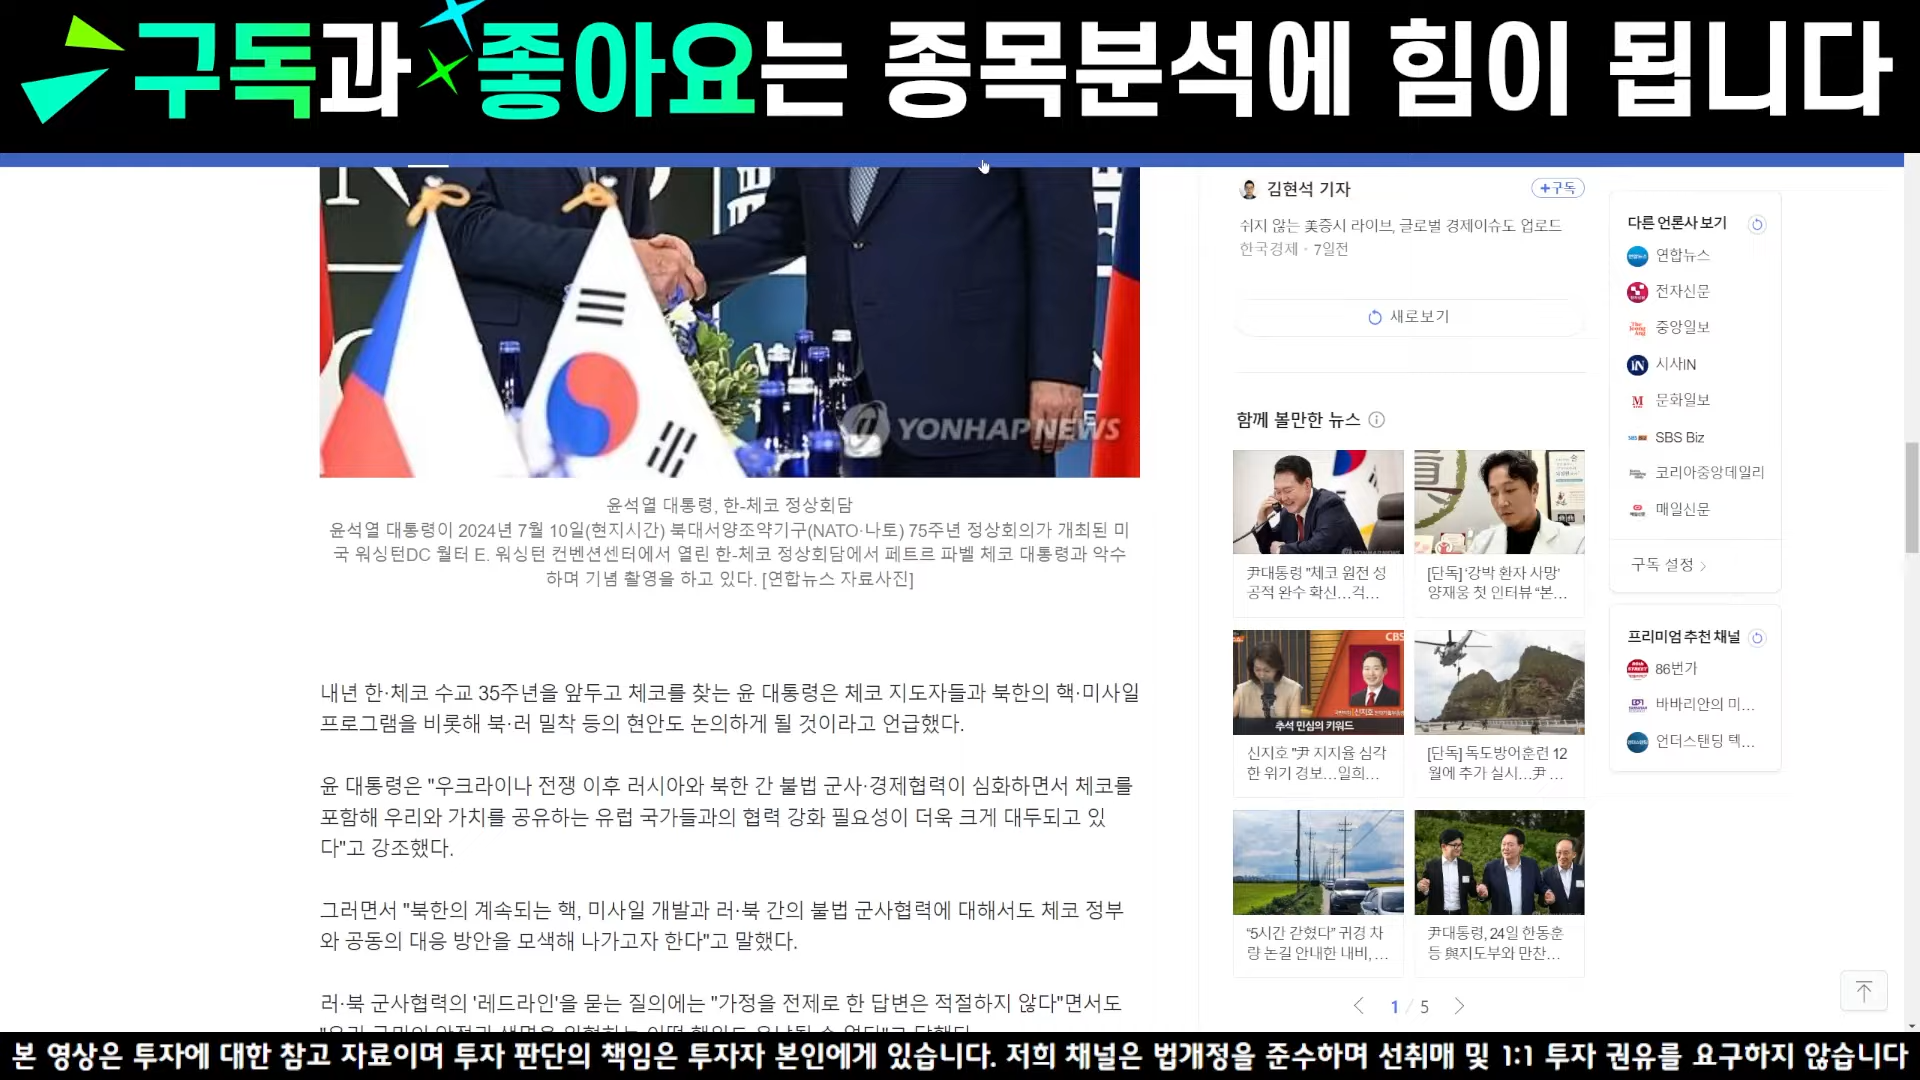 구독과 좋아요는 종목분석에 힘이 됩니다
YONHAP NEWS
윤석열 대통령, 한-체코 정상회담
윤석열 대통령이 2024년 7월 10일(현지시간) 북대서양조약기구(NATO·나토) 75주년 정상회의가 개최된 미
국 워싱턴DC 월터 E. 워싱턴 컨벤션센터에서 열린 한-체코 정상회담에서 페트르 파벨 체코 대통령과 악수
하며 기념 촬영을 하고 있다. [연합뉴스 자료사진]
내년 한·체코 수교 35주년을 앞두고 체코를 찾는 윤 대통령은 체코 지도자들과 북한의 핵·미사일
프로그램을 비롯해 북·러 밀착 등의 현안도 논의하게 될 것이라고 언급했다.
윤 대통령은 "우크라이나 전쟁 이후 러시아와 북한 간 불법 군사·경제협력이 심화하면서 체코를
포함해 우리와 가치를 공유하는 유럽 국가들과의 협력 강화 필요성이 더욱 크게 대두되고 있
다"고 강조했다.
그러면서 "북한의 계속되는 핵, 미사일 개발과 러·북 간의 불법 군사협력에 대해서도 체코 정부
와 공동의 대응 방안을 모색해 나가고자 한다"고 말했다.
러·북 군사협력의 '레드라인'을 묻는 질의에는 "가정을 전제로 한 답변은 적절하지 않다"면서도
김현석 기자
+구독
쉬지 않는 美증시 라이브, 글로벌 경제이슈도 업로드
한국경제 · 7일전
새로보기
함께 볼만한 뉴스
尹대통령 "체코 원전 성
공적 완수 확신…걱…
[단독] '강박 환자 사망'
양재웅 첫 인터뷰 "본…
CBS
추석 민심의 키워드
신지호 "尹 지지율 심각
한 위기 경보…일희…
[단독] 독도방어훈련 12
월에 추가 실시…尹 …
"5시간 갇혔다" 귀경 차
량 논길 안내한 내비, …
尹대통령, 24일 한동훈
등 與지도부와 만찬…
1 / 5
다른 언론사 보기
연합뉴스
전자신문
중앙일보
시사IN
문화일보
SBS Biz
코리아중앙데일리
매일신문
구독 설정
프리미엄 추천 채널
86번가
바바리안의 미…
언더스탠딩 텍…
본 영상은 투자에 대한 참고 자료이며 투자 판단의 책임은 투자자 본인에게 있습니다. 저희 채널은 법개정을 준수하며 선취매 및 1:1 투자 권유를 요구하지 않습니다